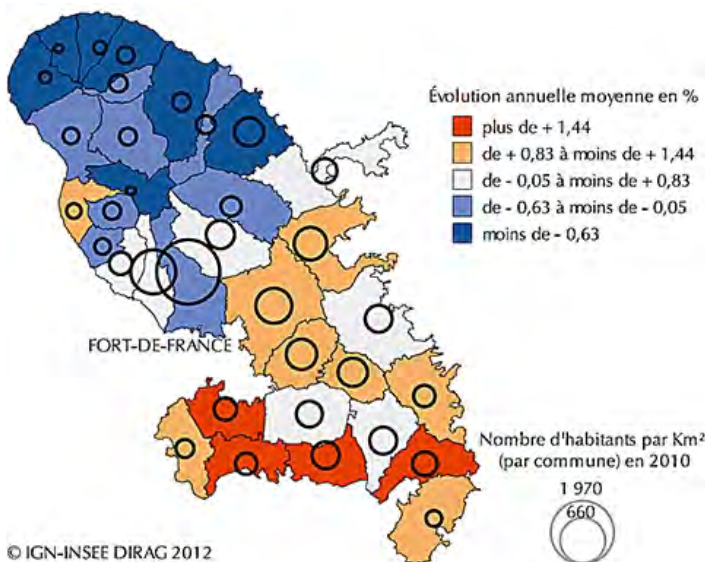 Évolution annuelle moyenne en %
plus de + 1,44
de + 0,83 à moins de + 1,44
de - 0,05 à moins de + 0,83
de - 0,63 à moins de - 0,05
moins de - 0,63
FORT-DE-FRANCE
Nombre d'habitants par Km²
(par commune) en 2010
1 970
660
© IGN-INSEE DIRAG 2012